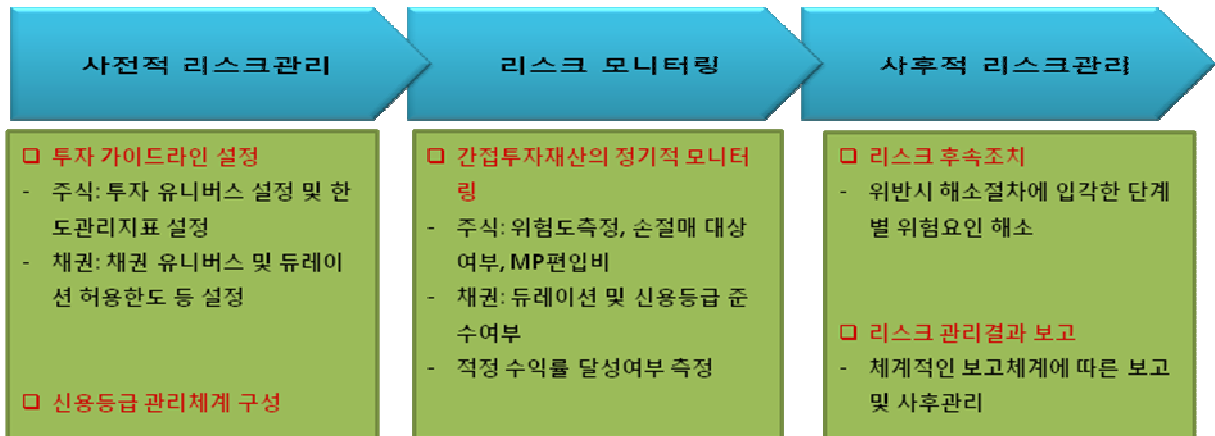 사전적 리스크관리
리스크 모니터링
사후적 리스크관리
❑ 투자 가이드라인 설정
- 주식: 투자 유니버스 설정 및 한
도관리지표 설정
- 채권: 채권 유니버스 및 듀레이
션 허용한도 등 설정
❑ 신용등급 관리체계 구성
❑ 간접투자재산의 정기적 모니터
링
- 주식: 위험도측정, 손절매 대상
여부, MP편입비
- 채권: 듀레이션 및 신용등급 준
수여부
- 적정 수익률 달성여부 측정
❑ 리스크 후속조치
- 위반시 해소절차에 입각한 단계
별 위험요인 해소
❑ 리스크 관리결과 보고
- 체계적인 보고체계에 따른 보고
및 사후관리